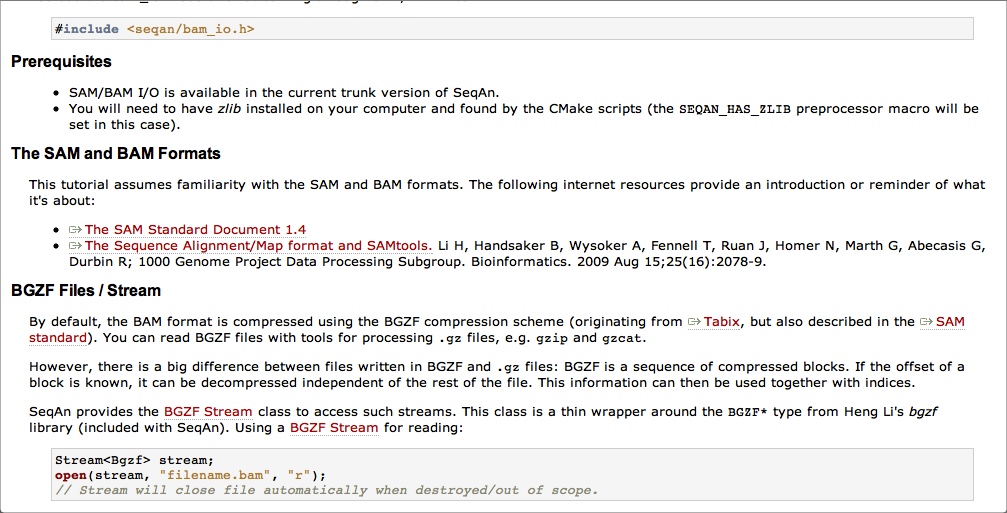 #include <seqan/bam_io.h>
Prerequisites
• SAM/BAM I/O is available in the current trunk version of SeqAn.
• You will need to have zlib installed on your computer and found by the CMake scripts (the SEQAN_HAS_ZLIB preprocessor macro will be
set in this case).
The SAM and BAM Formats
This tutorial assumes familiarity with the SAM and BAM formats. The following internet resources provide an introduction or reminder of what
it's about:
• The SAM Standard Document 1.4
• The Sequence Alignment/Map format and SAMtools. Li H, Handsaker B, Wysoker A, Fennell T, Ruan J, Homer N, Marth G, Abecasis G,
Durbin R; 1000 Genome Project Data Processing Subgroup. Bioinformatics. 2009 Aug 15;25(16):2078-9.
BGZF Files / Stream
By default, the BAM format is compressed using the BGZF compression scheme (originating from Tabix, but also described in the SAM
standard). You can read BGZF files with tools for processing .gz files, e.g. gzip and gzcat.
However, there is a big difference between files written in BGZF and .gz files: BGZF is a sequence of compressed blocks. If the offset of a
block is known, it can be decompressed independent of the rest of the file. This information can then be used together with indices.
SeqAn provides the BGZF Stream class to access such streams. This class is a thin wrapper around the BGZF* type from Heng Li's bgzf
library (included with SeqAn). Using a BGZF Stream for reading:
Stream<Bgzf> stream;
open(stream, "filename.bam", "r");
// Stream will close file automatically when destroyed/out of scope.